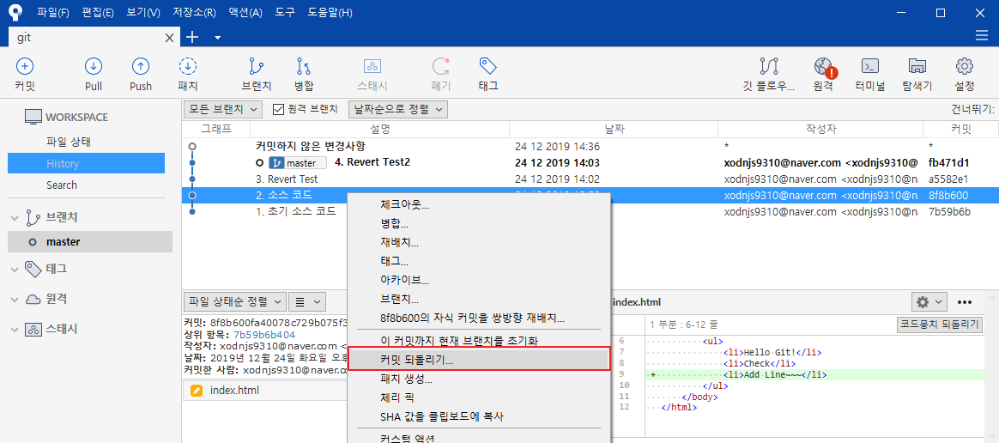 파일(F) 편집(E) 보기(V) 저장소(R) 액션(A) 도구 도움말(H)
git
커밋 Pull Push 패치 브랜치 병합 스태시 폐기 태그 깃 플로우... 원격 터미널 탐색기 설정
WORKSPACE
파일 상태
History
Search
브랜치
master
태그
원격
스태시
모든 브랜치 원격 브랜치 날짜순으로 정렬 건너뛰기:
그래프 설명 날짜 작성자 커밋
커밋하지 않은 변경사항 24 12 2019 14:36 * *
master 4. Revert Test2 24 12 2019 14:03 xodnjs9310@naver.com <xodnjs9310@ fb471d1
3. Revert Test 24 12 2019 14:02 xodnjs9310@naver.com <xodnjs9310@na a5582e1
2. 소스 코드 xodnjs9310@naver.com <xodnjs9310@na 8f8b600
1. 초기 소스 코드 xodnjs9310@naver.com <xodnjs9310@na 7b59b6b
체크아웃...
병합...
재배치...
태그...
아카이브...
브랜치...
8f8b600의 자식 커밋을 쌍방향 재배치...
이 커밋까지 현재 브랜치를 초기화
커밋 되돌리기...
패치 생성...
체리 픽
SHA 값을 클립보드에 복사
커스텀 액션
파일 상태순 정렬
커밋: 8f8b600fa40078c729b075f3
상위 항목: 7b59b6b404
작성자: xodnjs9310@naver.com <xo
날짜: 2019년 12월 24일 화요일 오후
커밋한 사람: xodnjs9310@naver.co
index.html
index.html
1 부분 : 6-12 줄 코드뭉치 되돌리기
6 <ul>
7 <li>Hello Git!</li>
8 <li>Check</li>
9 + <li>Add Line~~~</li>
10 </ul>
11 </body>
12 </html>